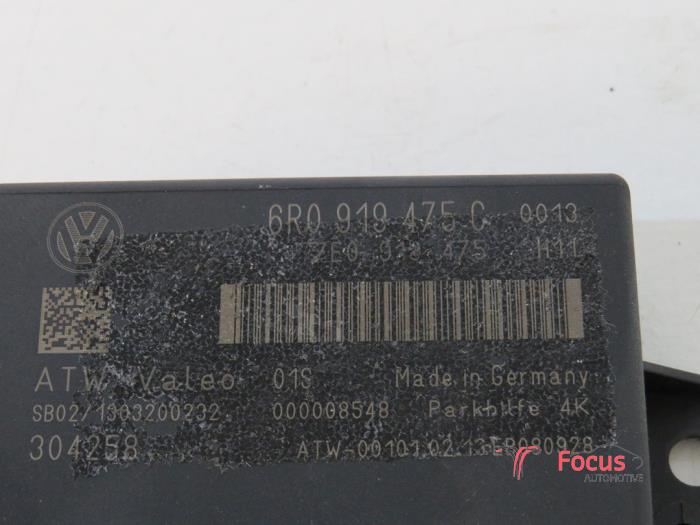 6R0 919 475 C 0013
7E0 919 475 H11
ATW Valeo 01S Made in Germany
SB02/1303200232 000008548 Parkhilfe 4K
304258 ATW-00101.02.13
Focus
AUTOMOTIVE